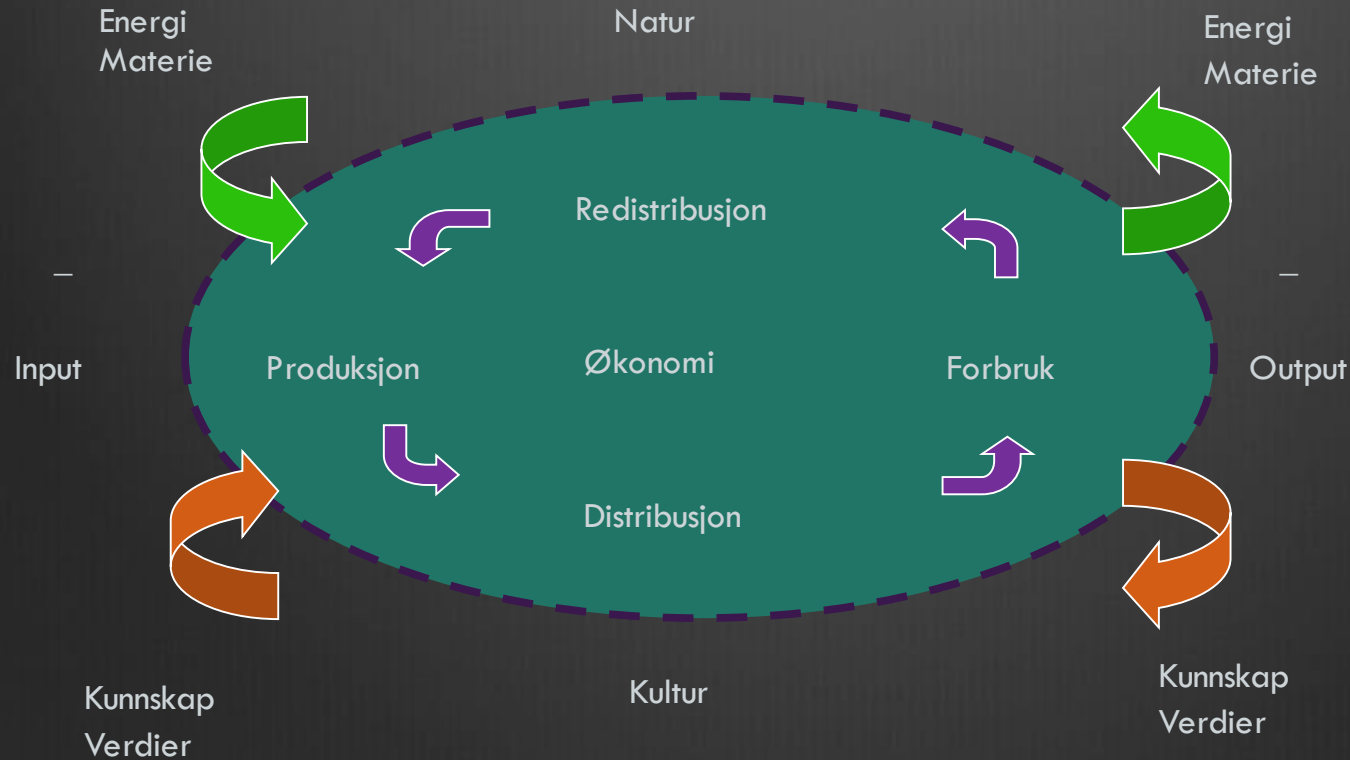 Energi
Materie
Natur
Energi
Materie
Redistribusjon
Input
Produksjon
Økonomi
Forbruk
Output
Distribusjon
Kunnskap
Verdier
Kultur
Kunnskap
Verdier